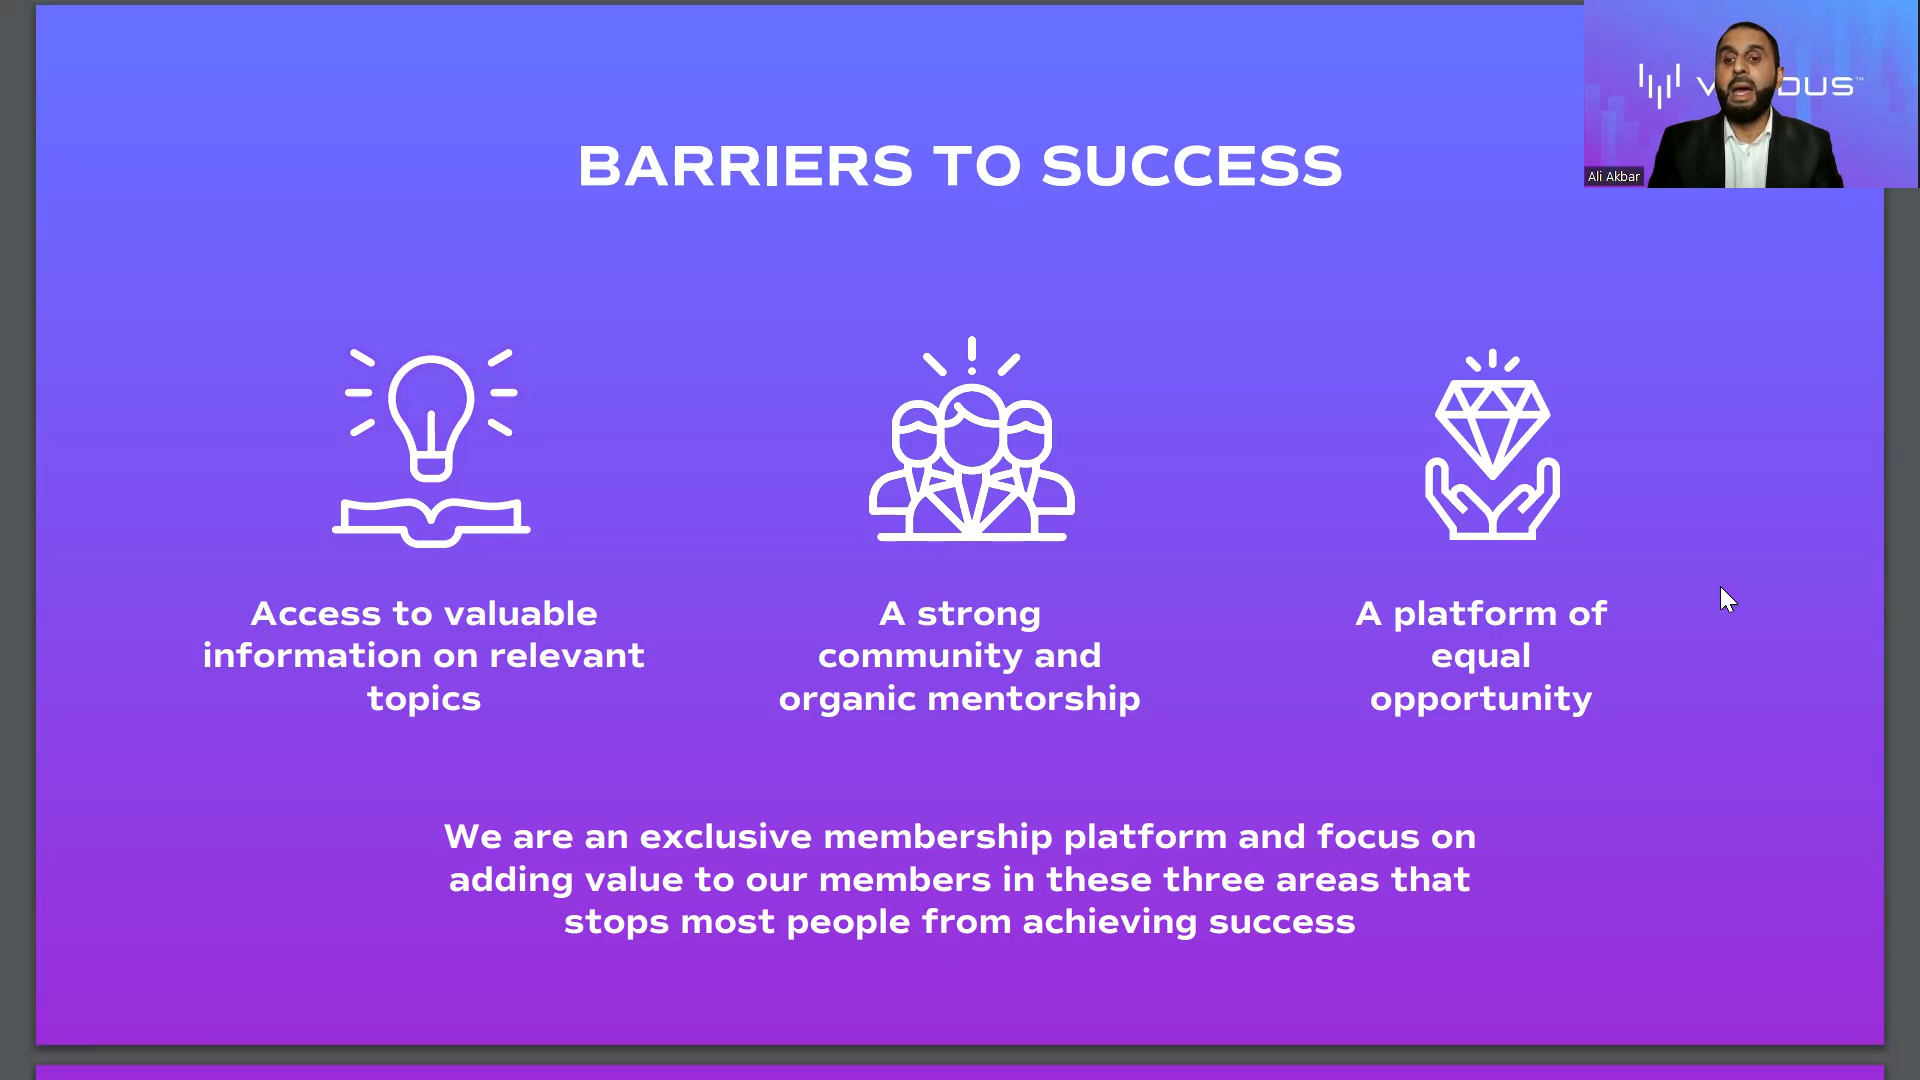 BARRIERS TO SUCCESS
Ali Akbar
Access to valuable
information on relevant
topics
A strong
community and
organic mentorship
A platform of
equal
opportunity
We are an exclusive membership platform and focus on
adding value to our members in these three areas that
stops most people from achieving success